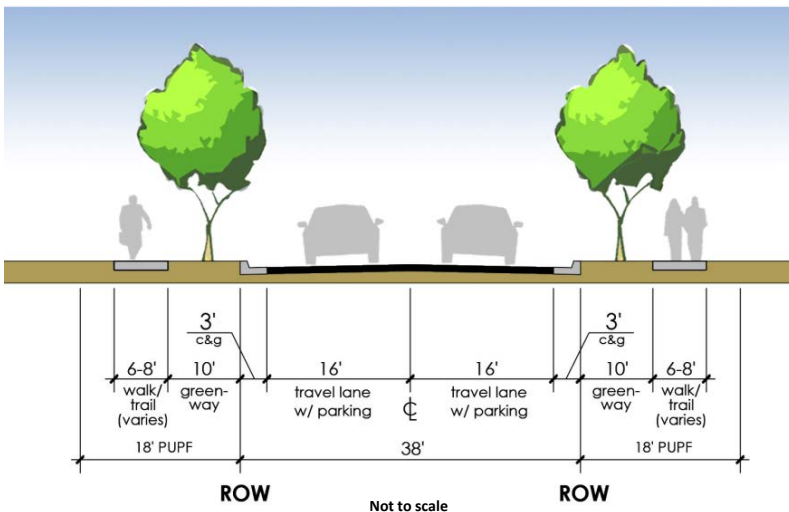 3'
c&g
3'
c&g
6-8'
10'
16'
16'
10'
6-8'
walk/
trail
(varies)
green-
way
travel lane
w/ parking
℄
travel lane
w/ parking
green-
way
walk/
trail
(varies)
18' PUPF
38'
18' PUPF
ROW
ROW
Not to scale